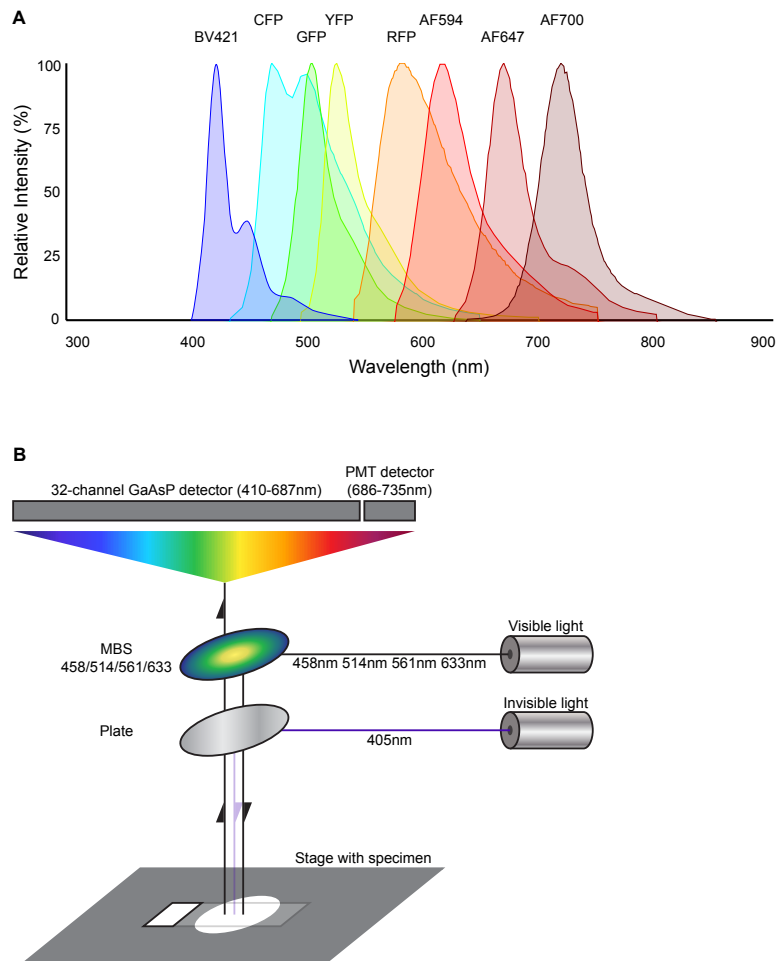 A
CFP YFP AF594 AF700
BV421 GFP RFP AF647
Relative Intensity (%)
100
75
50
25
0
300 400 500 600 700 800 900
Wavelength (nm)
B
PMT detector
32-channel GaAsP detector (410-687nm) (686-735nm)
MBS
458/514/561/633
Visible light
458nm 514nm 561nm 633nm
Invisible light
Plate
405nm
Stage with specimen